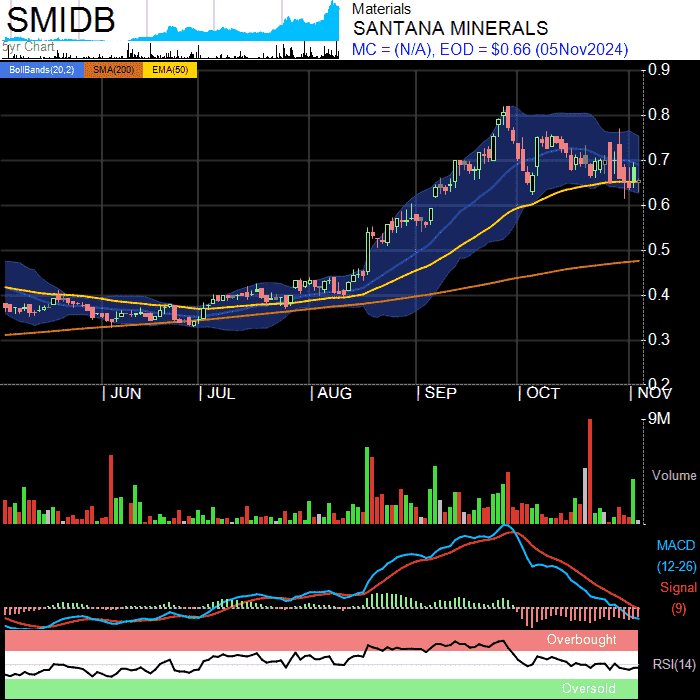 SMIDB
5yr Chart
Materials
SANTANA MINERALS
MC = (N/A), EOD = $0.66 (05Nov2024)
BollBands(20,2) SMA(200) EMA(50)
0.9
0.8
0.7
0.6
0.5
0.4
0.3
0.2
| JUN | JUL | AUG | SEP | OCT | NOV
9M
Volume
MACD
(12-26)
Signal
(9)
Overbought
RSI(14)
Oversold